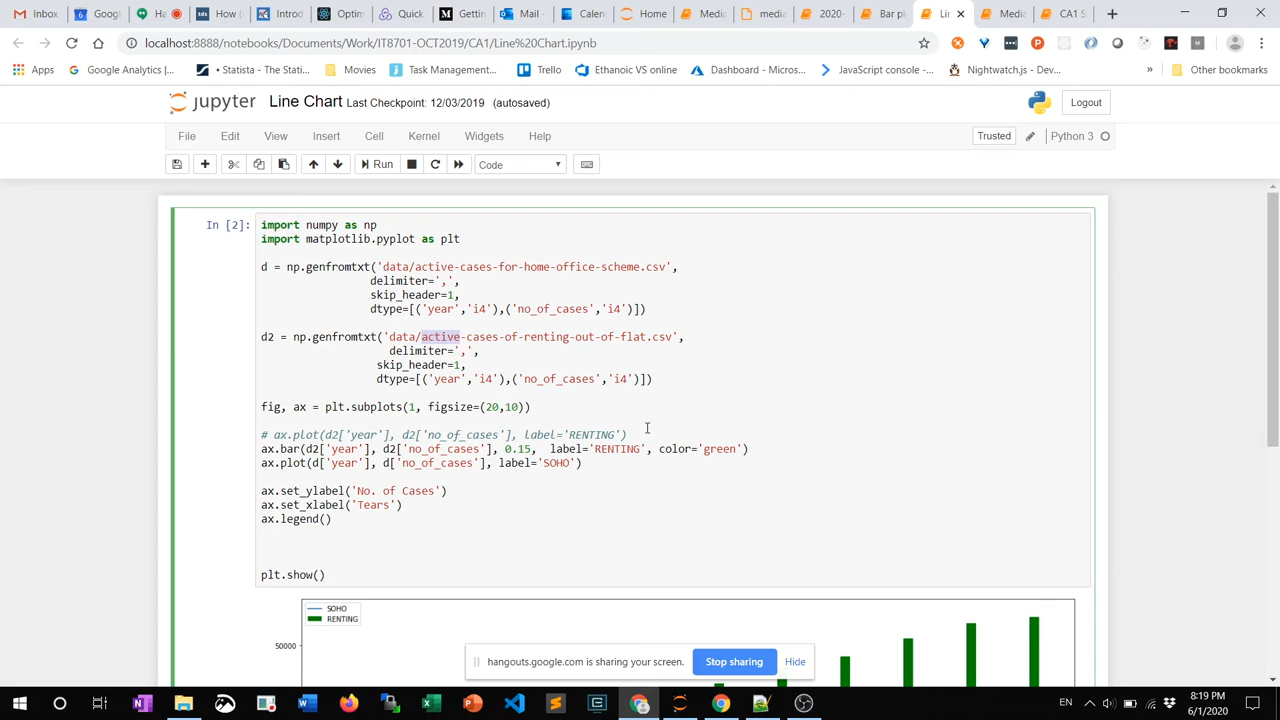 Inbox
Googl
Ha
How (
Introd
Optim
Quick
Gettin
Mail -
Calend
Home
Media
media
2020-
Bar p
Lin
Media
CA1 S
localhost:8888/notebooks/Documents/Work/IT8701-OCT2019/CA1/Line%20Chart.ipynb
Apps
Google Analytics |...
• Statista - The Stati...
Movies
Task Management...
Trello
Ethanoic VS online
Dashboard - Micros...
JavaScript console -...
Nightwatch.js - Dev...
»
Other bookmarks
jupyter Line Chart Last Checkpoint: 12/03/2019 (autosaved)
Logout
File Edit View Insert Cell Kernel Widgets Help
Trusted
Python 3
Run
Code
In [2]:
import numpy as np
import matplotlib.pyplot as plt
d = np.genfromtxt('data/active-cases-for-home-office-scheme.csv',
delimiter=',',
skip_header=1,
dtype=[('year','i4'),('no_of_cases','i4')])
d2 = np.genfromtxt('data/active-cases-of-renting-out-of-flat.csv',
delimiter=',',
skip_header=1,
dtype=[('year','i4'),('no_of_cases','i4')])
fig, ax = plt.subplots(1, figsize=(20,10))
# ax.plot(d2['year'], d2['no_of_cases'], label='RENTING')
ax.bar(d2['year'], d2['no_of_cases'], 0.15,  label='RENTING', color='green')
ax.plot(d['year'], d['no_of_cases'], label='SOHO')
ax.set_ylabel('No. of Cases')
ax.set_xlabel('Tears')
ax.legend()
plt.show()
SOHO
RENTING
50000
hangouts.google.com is sharing your screen.
Stop sharing
Hide
EN
8:19 PM
6/1/2020